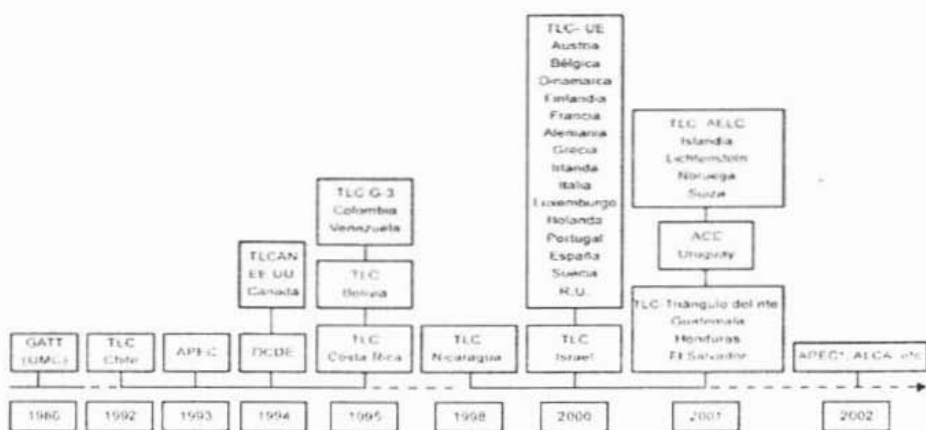 TLC- UE
Austria
Bélgica
Dinamarca
Finlandia
Francia
Alemania
Grecia
Irlanda
Italia
Luxemburgo
Holanda
Portugal
España
Suecia
R.U.
TLC AELC
Islandia
Lichtenstein
Noruega
Suiza
TLC G-3
Colombia
Venezuela
ACC
Uruguay
TLCAN
EE UU
Canadá
TLC
Bolivia
TLC-Triángulo del nte
Guatemala
Honduras
El Salvador
GATT
(OMC)
TLC
Chile
APEC
OCDE
TLC
Costa Rica
TLC
Nicaragua
TLC
Israel
APEC*, ALCA, etc
1986
1992
1993
1994
1995
1998
2000
2001
2002